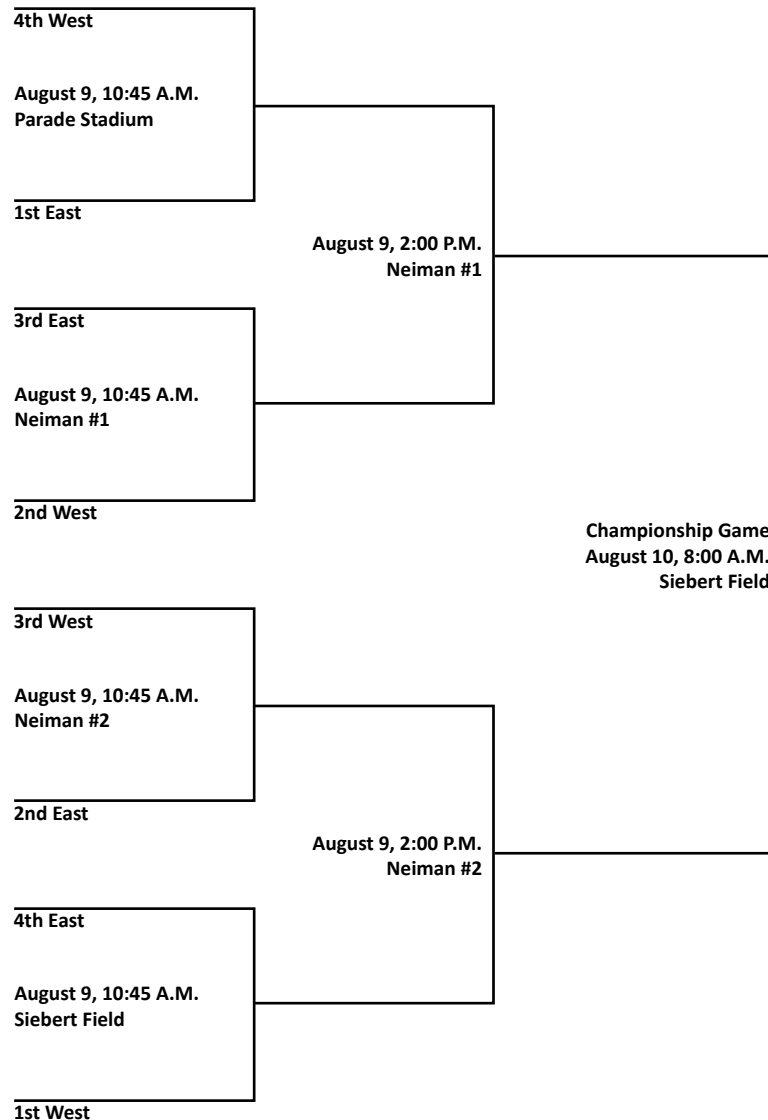 4th West
August 9, 10:45 A.M.
Parade Stadium
1st East
August 9, 2:00 P.M.
Neiman #1
3rd East
August 9, 10:45 A.M.
Neiman #1
2nd West
Championship Game
August 10, 8:00 A.M.
Siebert Field
3rd West
August 9, 10:45 A.M.
Neiman #2
2nd East
August 9, 2:00 P.M.
Neiman #2
4th East
August 9, 10:45 A.M.
Siebert Field
1st West